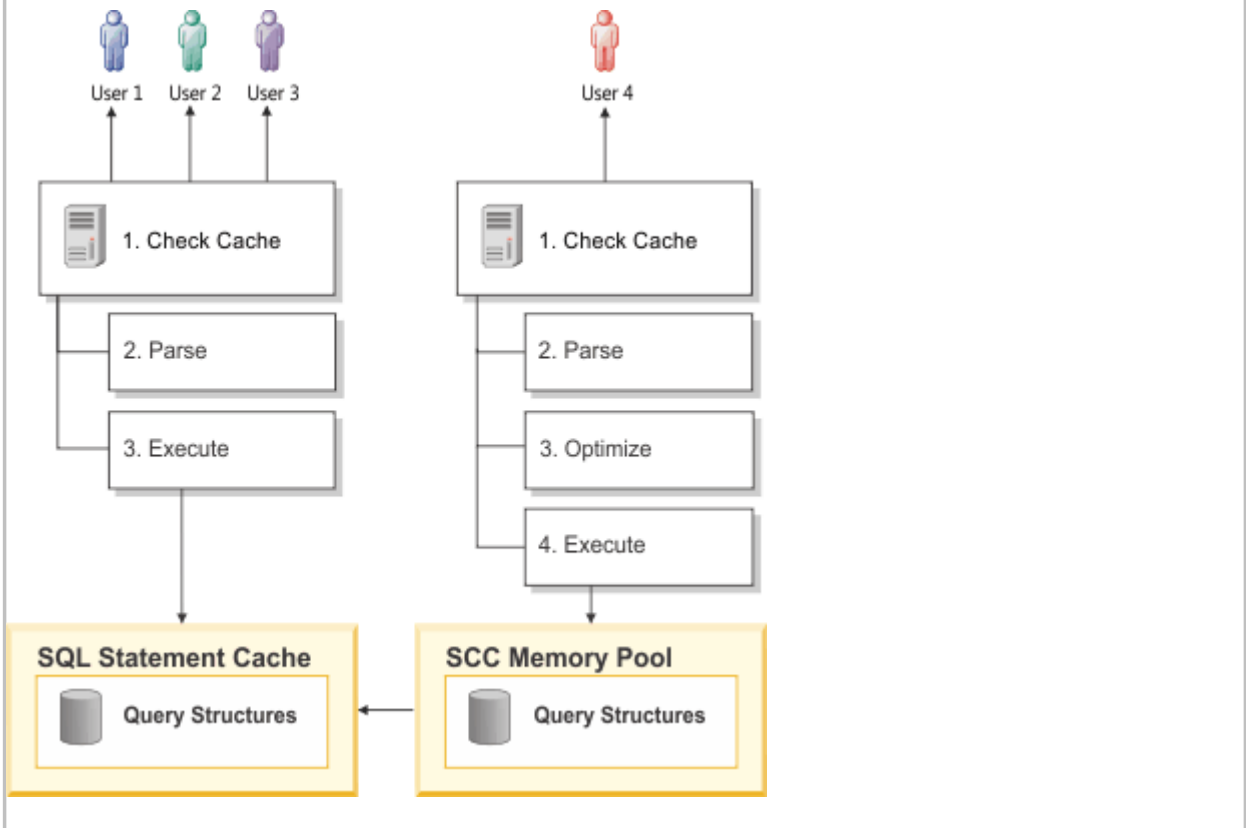 User 1
User 2
User 3
User 4
1. Check Cache
2. Parse
3. Execute
SQL Statement Cache
Query Structures
1. Check Cache
2. Parse
3. Optimize
4. Execute
SCC Memory Pool
Query Structures